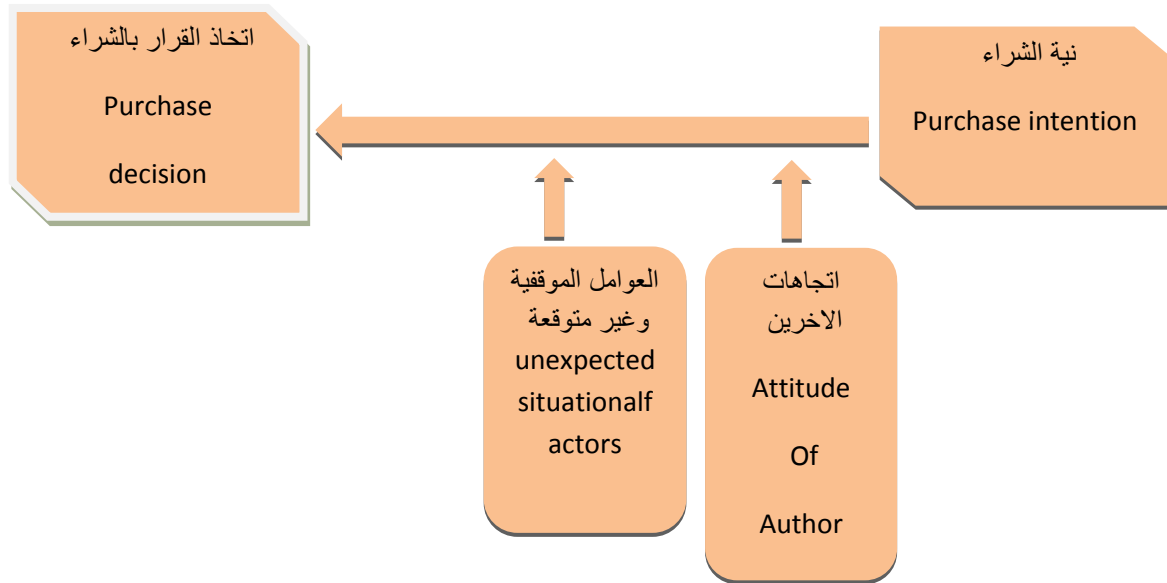 نية الشراء
Purchase intention
اتخاذ القرار بالشراء
Purchase
decision
اتجاهات
الاخرين
Attitude
Of
Author
العوامل الموقفية
وغير متوقعة
unexpected
situationalf
actors